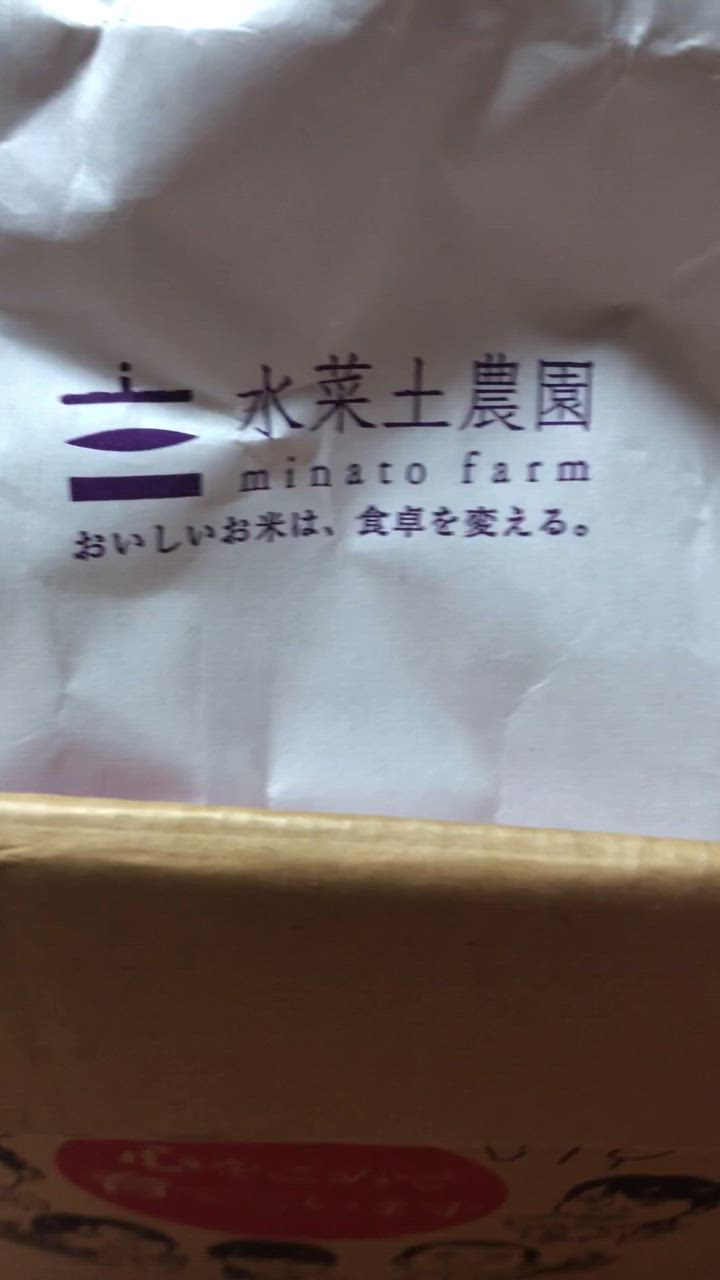 水菜土農園
minato farm
おいしいお米は、食卓を変える。